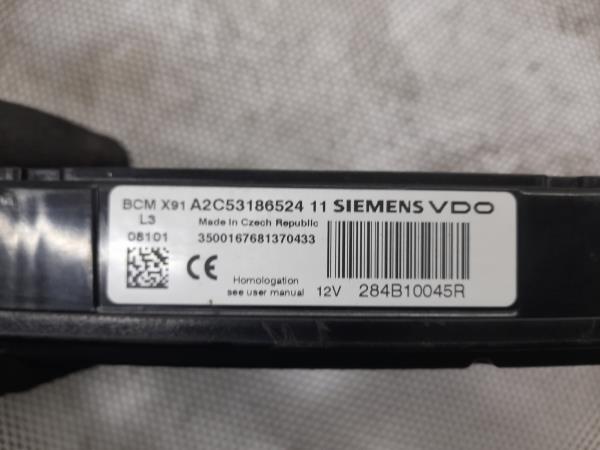 BCM X91 A2C53186524 11 SIEMENS VDO
L3 Made In Czech Republic
08101 3500167681370433
CE Homologation
see user manual 12V 284B10045R